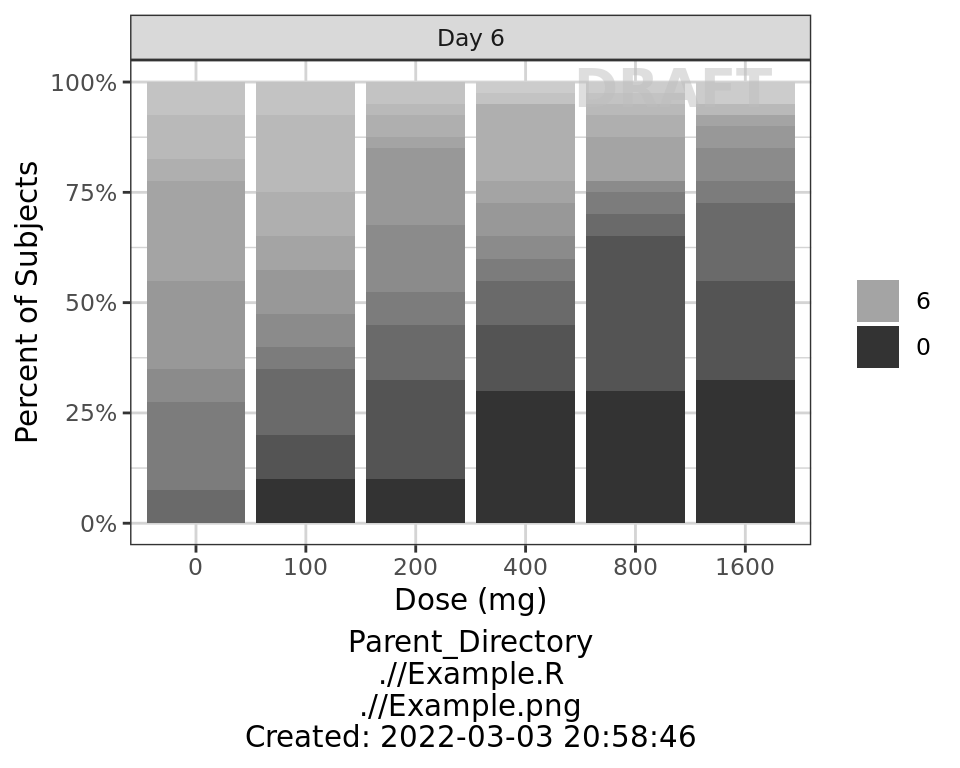 Day 6
DRAFT
100%
75%
50%
25%
0%
Percent of Subjects
6
0
0 100 200 400 800 1600
Dose (mg)
Parent_Directory
.//Example.R
.//Example.png
Created: 2022-03-03 20:58:46